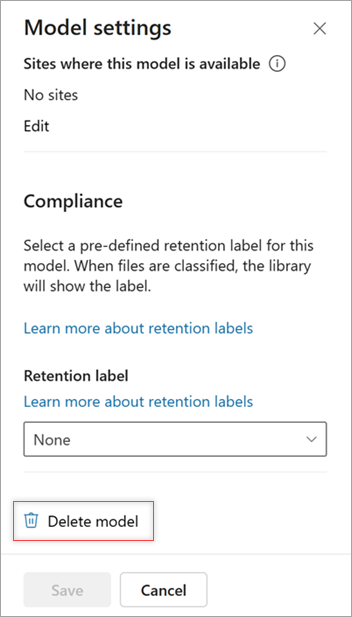 Model settings
Sites where this model is available
No sites
Edit
Compliance
Select a pre-defined retention label for this
model. When files are classified, the library
will show the label.
Learn more about retention labels
Retention label
Learn more about retention labels
None
Delete model
Save
Cancel